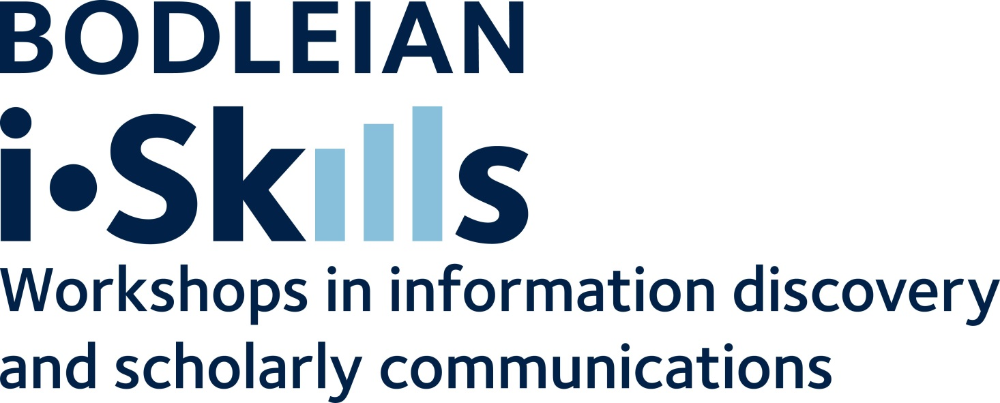 BODLEIAN
i•Skills
Workshops in information discovery
and scholarly communications